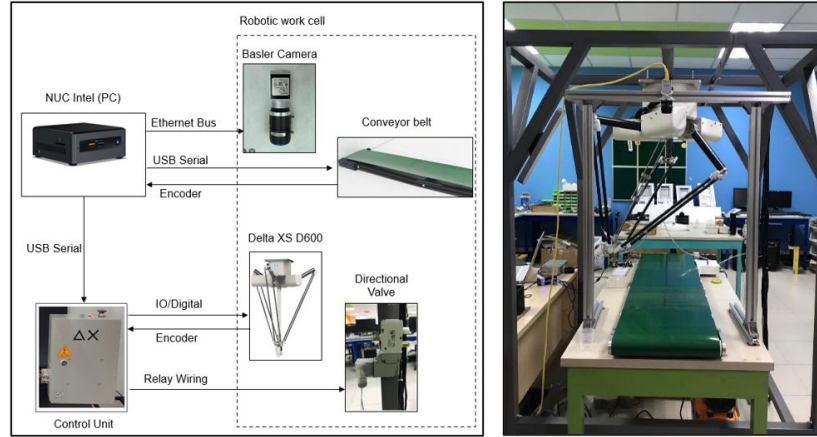 Robotic work cell
Basler Camera
NUC Intel (PC)
Ethernet Bus
Conveyor belt
USB Serial
Encoder
USB Serial
Delta XS D600
Directional
Valve
IO/Digital
Encoder
ΔX
Relay Wiring
Control Unit